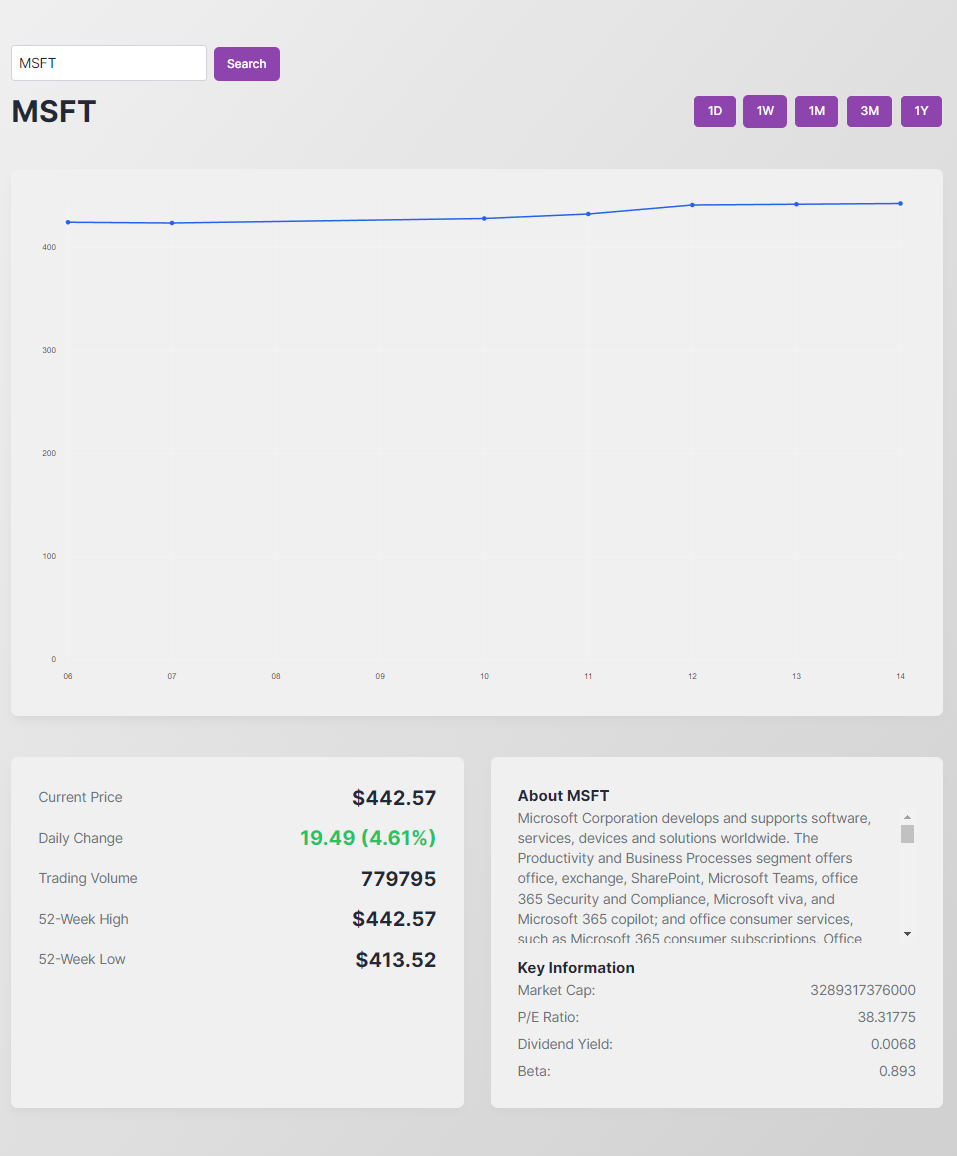 MSFT
Search
MSFT
1D 1W 1M 3M 1Y
400
300
200
100
0
06 07 08 09 10 11 12 13 14
Current Price $442.57
Daily Change 19.49 (4.61%)
Trading Volume 779795
52-Week High $442.57
52-Week Low $413.52
About MSFT
Microsoft Corporation develops and supports software,
services, devices and solutions worldwide. The
Productivity and Business Processes segment offers
office, exchange, SharePoint, Microsoft Teams, office
365 Security and Compliance, Microsoft viva, and
Microsoft 365 copilot; and office consumer services,
such as Microsoft 365 consumer subscriptions, Office
Key Information
Market Cap: 3289317376000
P/E Ratio: 38.31775
Dividend Yield: 0.0068
Beta: 0.893